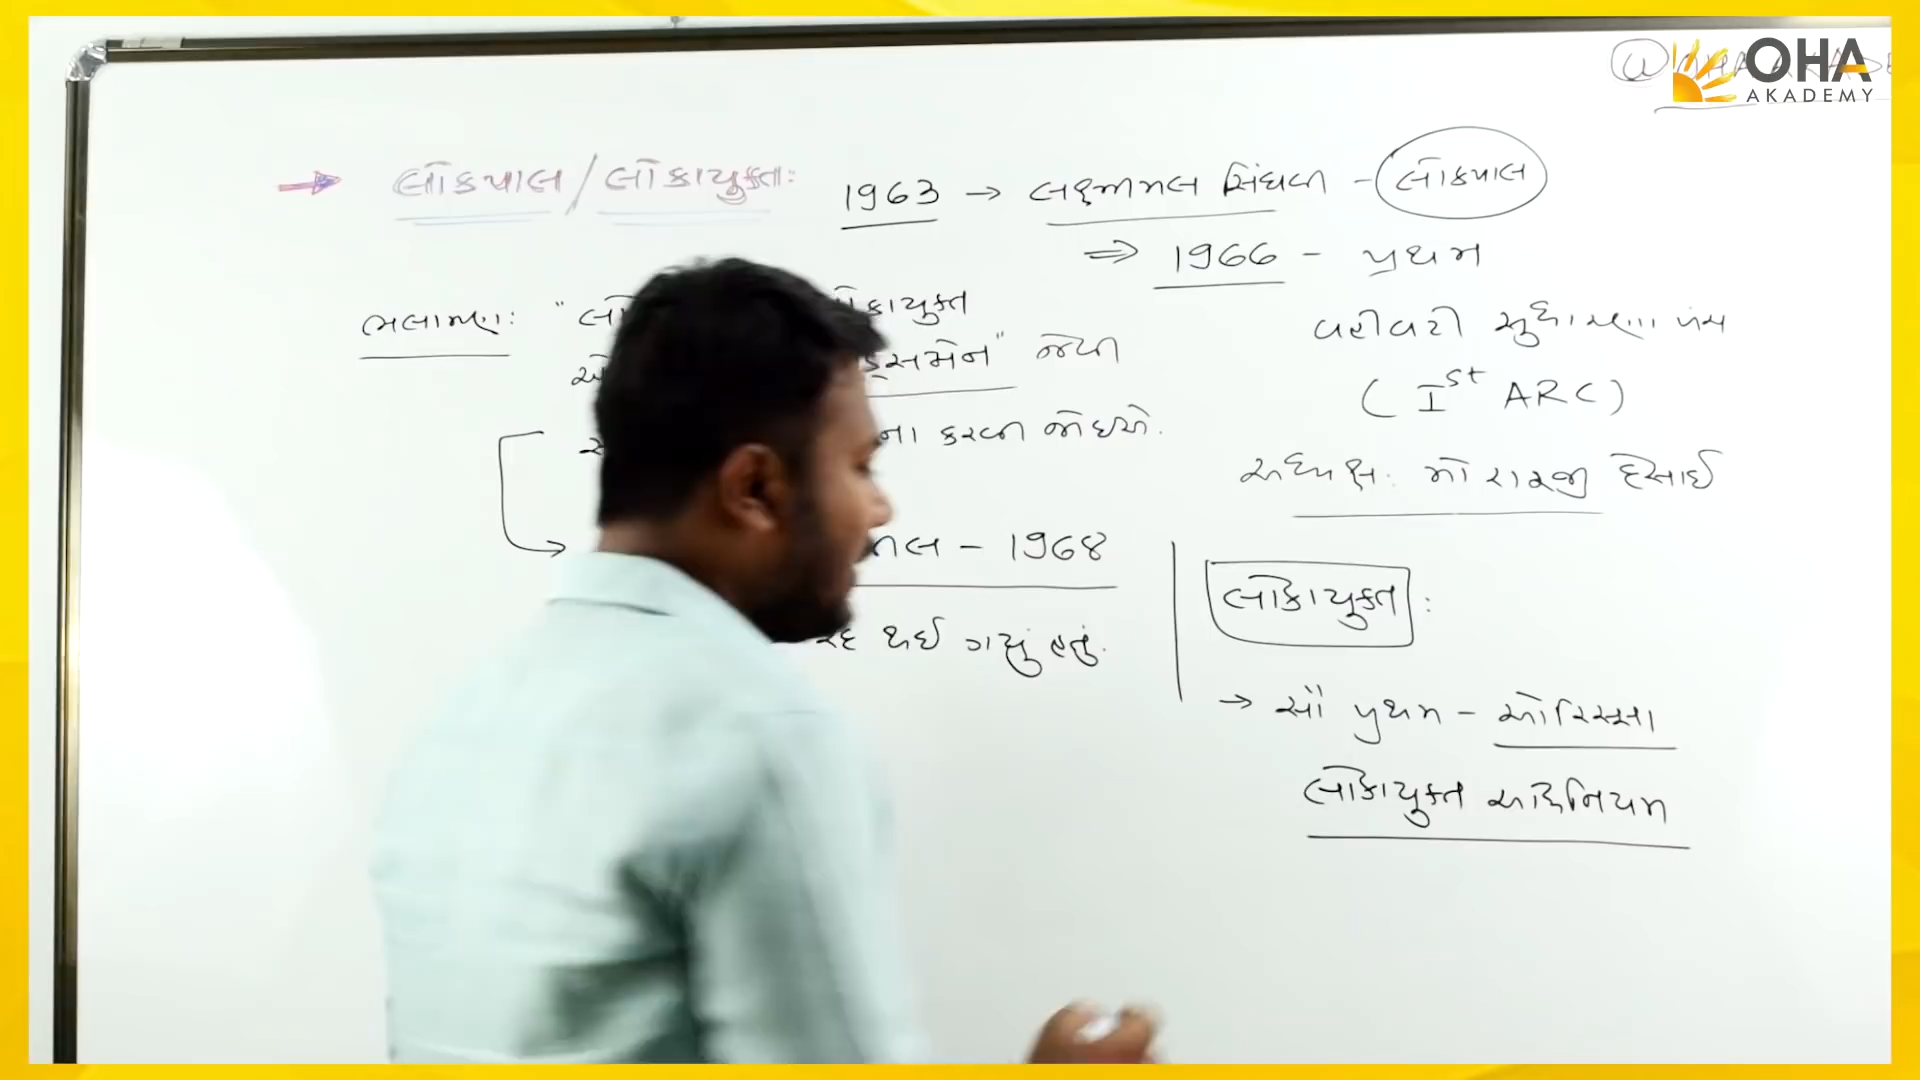 OHA
AKADEMY
→ લોકપાલ / લોકાયુક્ત: 1963 → લક્ષ્મીમલ સિંઘવી - લોકપાલ
⇒ 1966 - પ્રથમ
વહીવટી સુધારણા પંચ
(Ist ARC)
અધ્યક્ષ: મોરારજી દેસાઈ
ભલામણ: "લો કાયુક્ત
જેવી
ના કરવી જોઇએ.
→ 1968
રદ થઈ ગયું હતું.
લોકાયુક્ત :
→ સૌ પ્રથમ - ઓરિસ્સા
લોકાયુક્ત અધિનિયમ